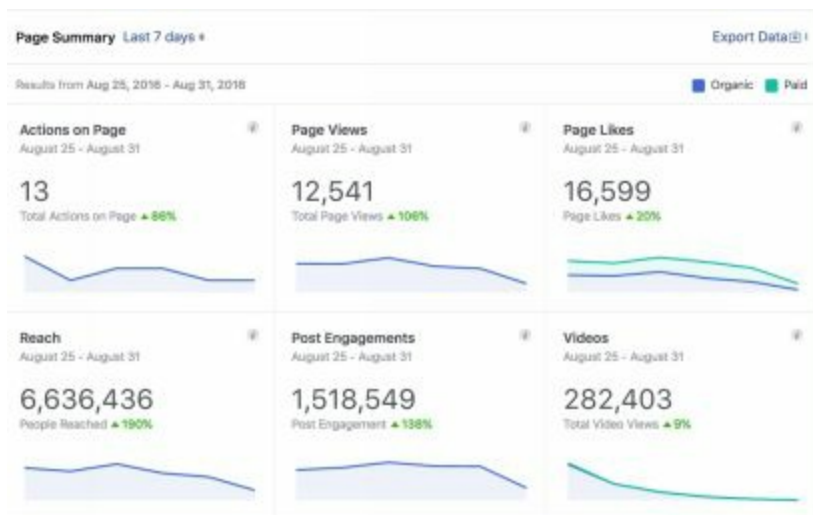 Page Summary Last 7 days
Export Data
Results from Aug 25, 2016 - Aug 31, 2016
Organic Paid
Actions on Page
August 25 - August 31
13
Total Actions on Page ▲ 86%
Page Views
August 25 - August 31
12,541
Total Page Views ▲ 106%
Page Likes
August 25 - August 31
16,599
Page Likes ▲ 20%
Reach
August 25 - August 31
6,636,436
People Reached ▲ 190%
Post Engagements
August 25 - August 31
1,518,549
Post Engagement ▲ 138%
Videos
August 25 - August 31
282,403
Total Video Views ▲ 9%